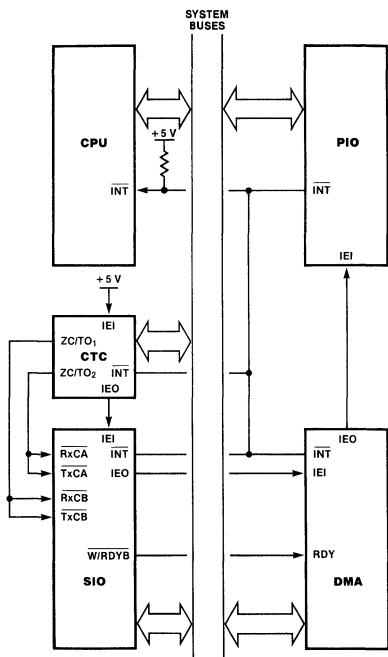 SYSTEM
BUSES
+5 V
CPU
INT
PIO
INT
IEI
+5 V
IEI
ZC/TO1
CTC
ZC/TO2
INT
IEO
IEI
RxCA
INT
TxCA
IEO
RxCB
TxCB
W/RDYB
SIO
IEO
INT
IEI
RDY
DMA